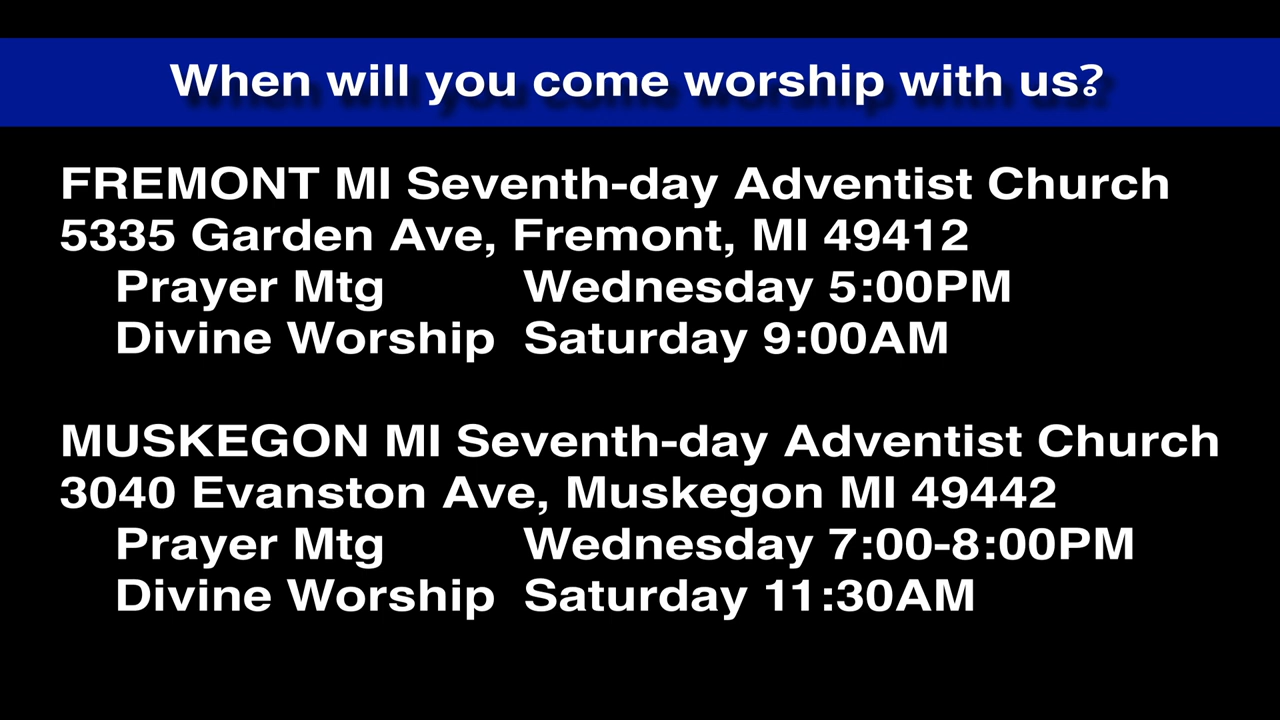 When will you come worship with us?
FREMONT MI Seventh-day Adventist Church
5335 Garden Ave, Fremont, MI 49412
Prayer Mtg Wednesday 5:00PM
Divine Worship Saturday 9:00AM
MUSKEGON MI Seventh-day Adventist Church
3040 Evanston Ave, Muskegon MI 49442
Prayer Mtg Wednesday 7:00-8:00PM
Divine Worship Saturday 11:30AM